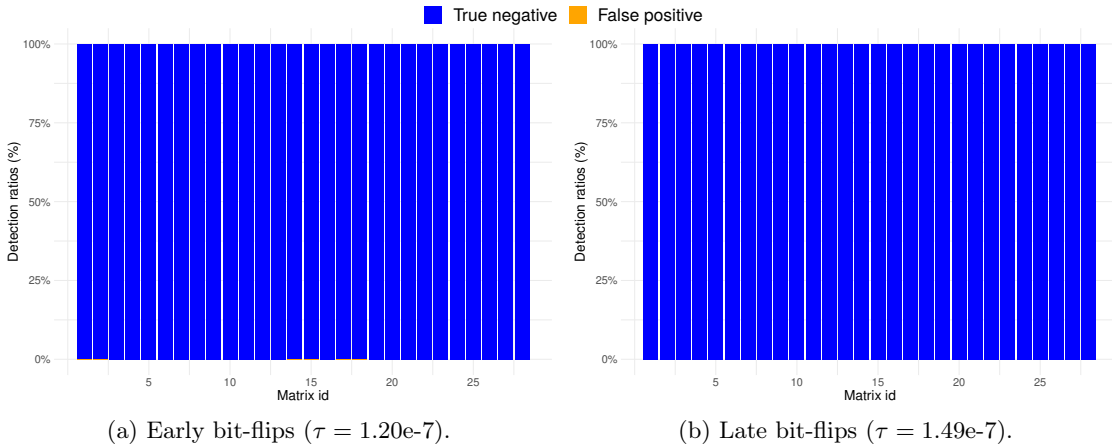 True negative False positive
Detection ratios (%)
100%
75%
50%
25%
0%
5 10 15 20 25
Matrix id
(a) Early bit-flips (τ = 1.20e-7).
Detection ratios (%)
100%
75%
50%
25%
0%
5 10 15 20 25
Matrix id
(b) Late bit-flips (τ = 1.49e-7).